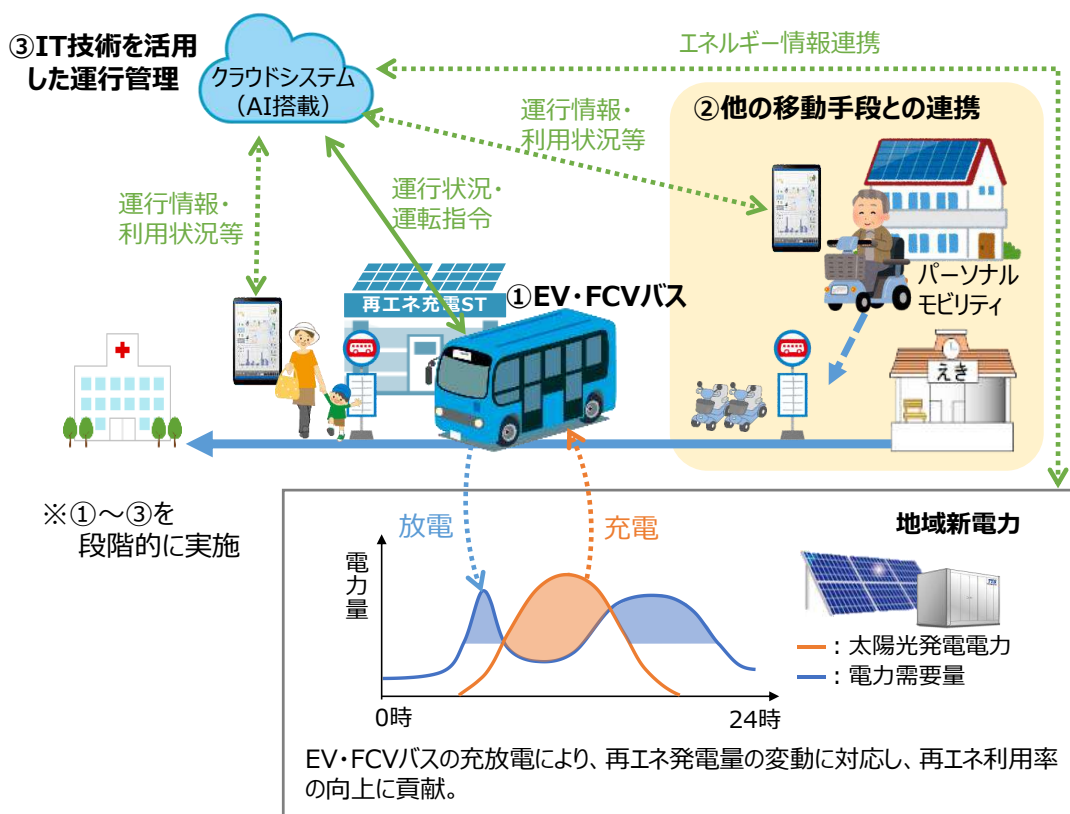 ③IT技術を活用
した運行管理
クラウドシステム
(AI搭載)
エネルギー情報連携
運行情報・
利用状況等
②他の移動手段との連携
運行情報・
利用状況等
運行状況・
運転指令
パーソナル
モビリティ
再エネ充電ST
①EV・FCVバス
えき
※①～③を
段階的に実施
放電
充電
地域新電力
電力量
：太陽光発電電力
：電力需要量
0時
24時
EV・FCVバスの充放電により、再エネ発電量の変動に対応し、再エネ利用率
の向上に貢献。